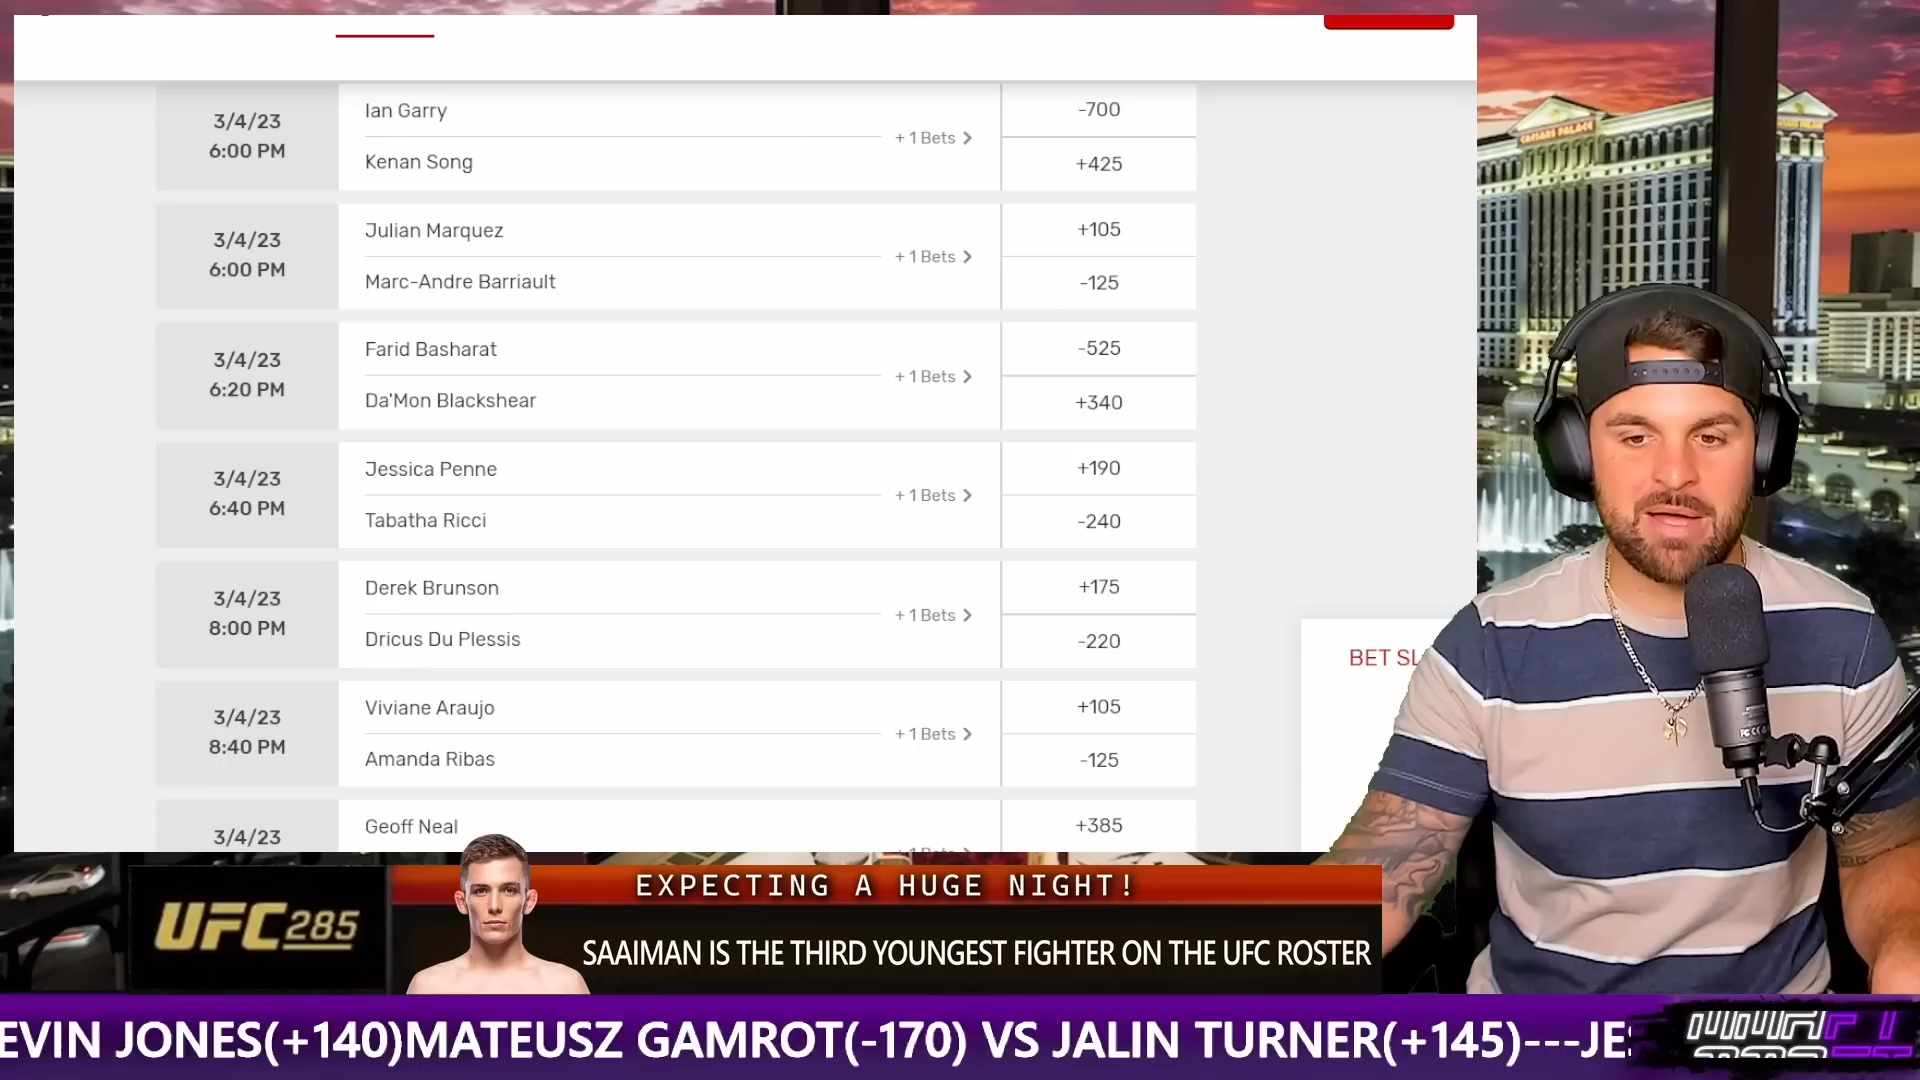 3/4/23
6:00 PM
Ian Garry
Kenan Song
+ 1 Bets
-700
+425
3/4/23
6:00 PM
Julian Marquez
Marc-Andre Barriault
+ 1 Bets
+105
-125
3/4/23
6:20 PM
Farid Basharat
Da'Mon Blackshear
+ 1 Bets
-525
+340
3/4/23
6:40 PM
Jessica Penne
Tabatha Ricci
+ 1 Bets
+190
-240
3/4/23
8:00 PM
Derek Brunson
Dricus Du Plessis
+ 1 Bets
+175
-220
3/4/23
8:40 PM
Viviane Araujo
Amanda Ribas
+ 1 Bets
+105
-125
3/4/23
Geoff Neal
+385
BET SL
CAESARS PALACE
UFC 285
EXPECTING A HUGE NIGHT!
SAAIMAN IS THE THIRD YOUNGEST FIGHTER ON THE UFC ROSTER
EVIN JONES(+140)MATEUSZ GAMROT(-170) VS JALIN TURNER(+145)---JE